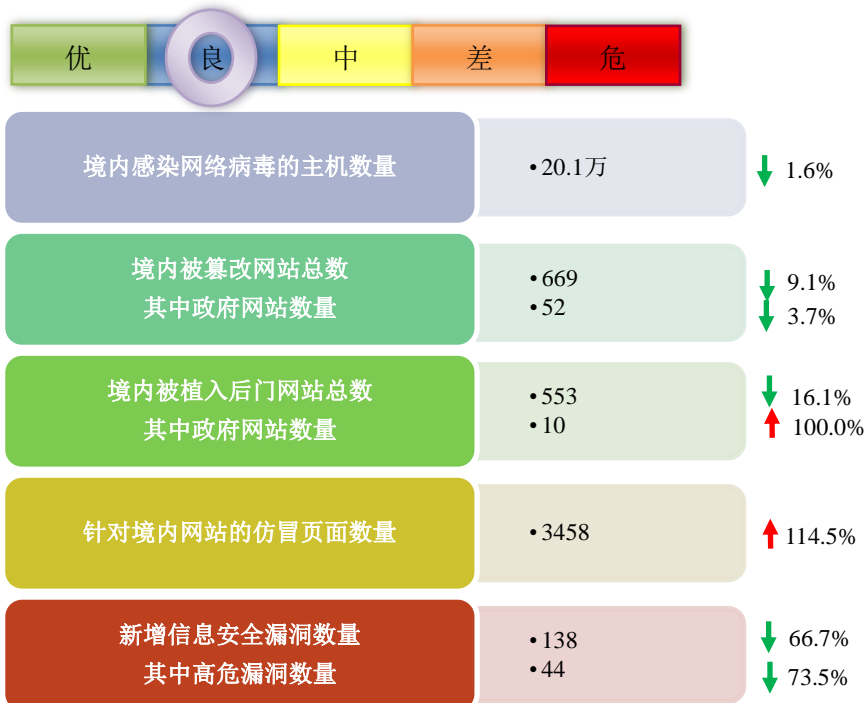 优 良 中 差 危
境内感染网络病毒的主机数量 •20.1万 1.6%
境内被篡改网站总数 •669 9.1%
其中政府网站数量 •52 3.7%
境内被植入后门网站总数 •553 16.1%
其中政府网站数量 •10 100.0%
针对境内网站的仿冒页面数量 •3458 114.5%
新增信息安全漏洞数量 •138 66.7%
其中高危漏洞数量 •44 73.5%